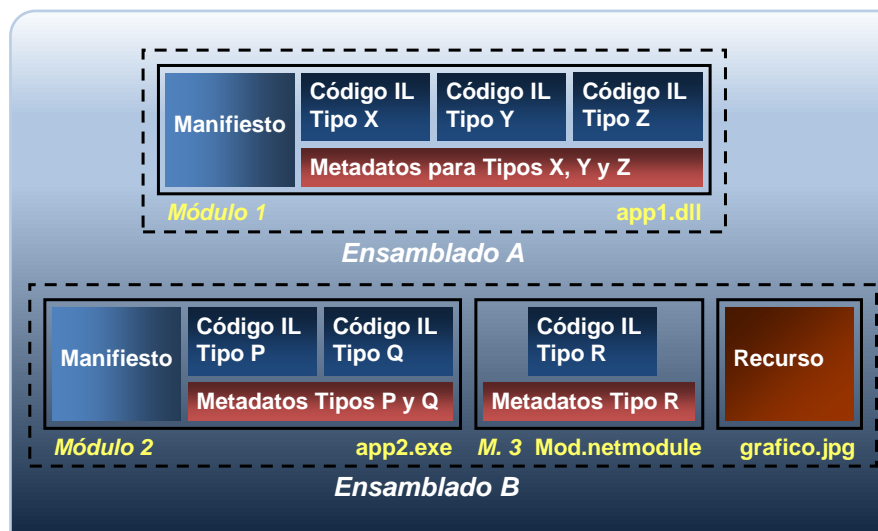 Manifiesto
Código IL
Tipo X
Código IL
Tipo Y
Código IL
Tipo Z
Metadatos para Tipos X, Y y Z
Módulo 1
app1.dll
Ensamblado A
Manifiesto
Código IL
Tipo P
Código IL
Tipo Q
Metadatos Tipos P y Q
Módulo 2
app2.exe
Código IL
Tipo R
Metadatos Tipo R
M. 3 Mod.netmodule
Recurso
grafico.jpg
Ensamblado B